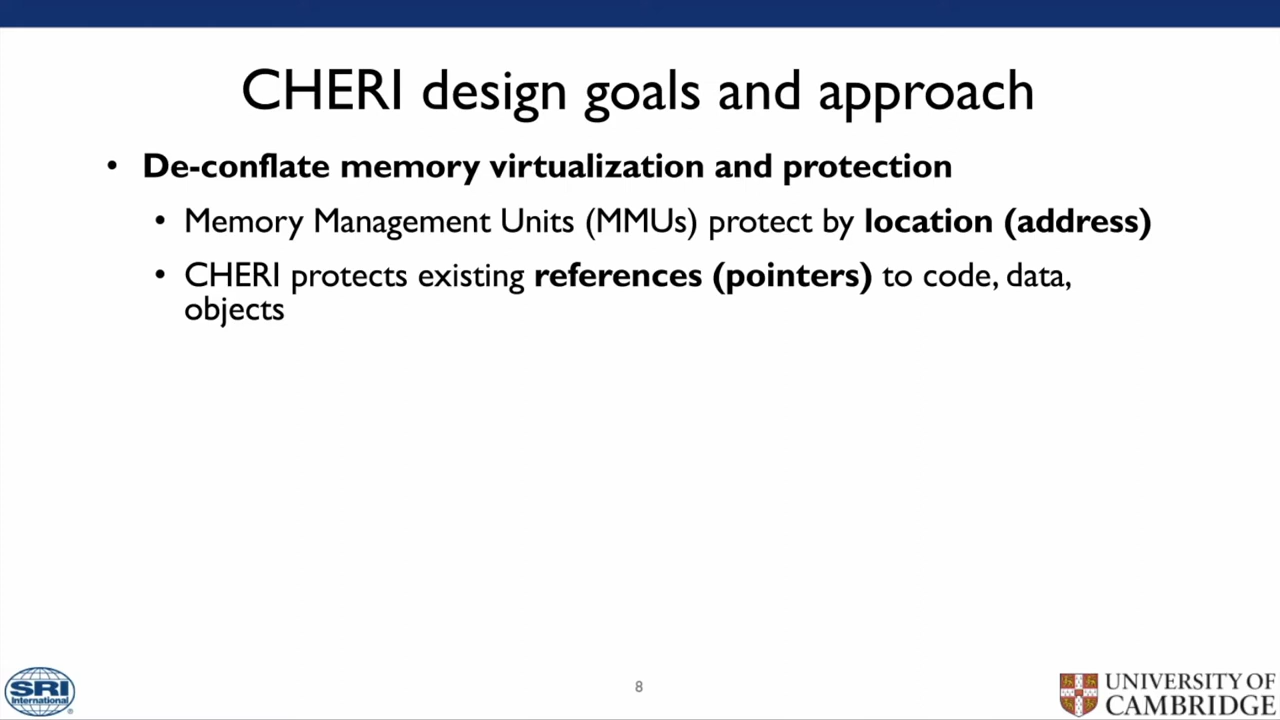 CHERI design goals and approach
• De-conflate memory virtualization and protection
• Memory Management Units (MMUs) protect by location (address)
• CHERI protects existing references (pointers) to code, data,
objects
SRI
International®
8
UNIVERSITY OF
CAMBRIDGE